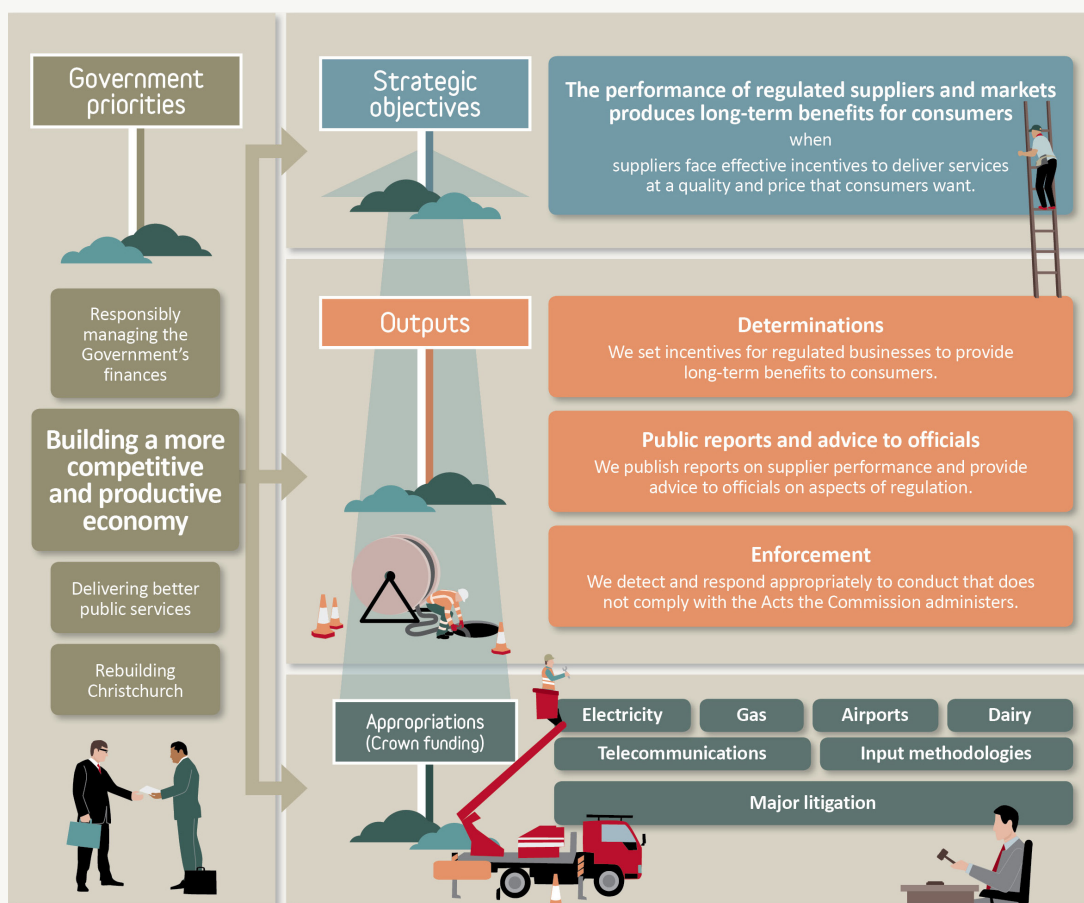 Government
priorities
Responsibly
managing the
Government’s
finances
Building a more
competitive
and productive
economy
Delivering better
public services
Rebuilding
Christchurch
Strategic
objectives
The performance of regulated suppliers and markets
produces long-term benefits for consumers
when
suppliers face effective incentives to deliver services
at a quality and price that consumers want.
Outputs
Determinations
We set incentives for regulated businesses to provide
long-term benefits to consumers.
Public reports and advice to officials
We publish reports on supplier performance and provide
advice to officials on aspects of regulation.
Enforcement
We detect and respond appropriately to conduct that does
not comply with the Acts the Commission administers.
Appropriations
(Crown funding)
Electricity
Gas
Airports
Dairy
Telecommunications
Input methodologies
Major litigation